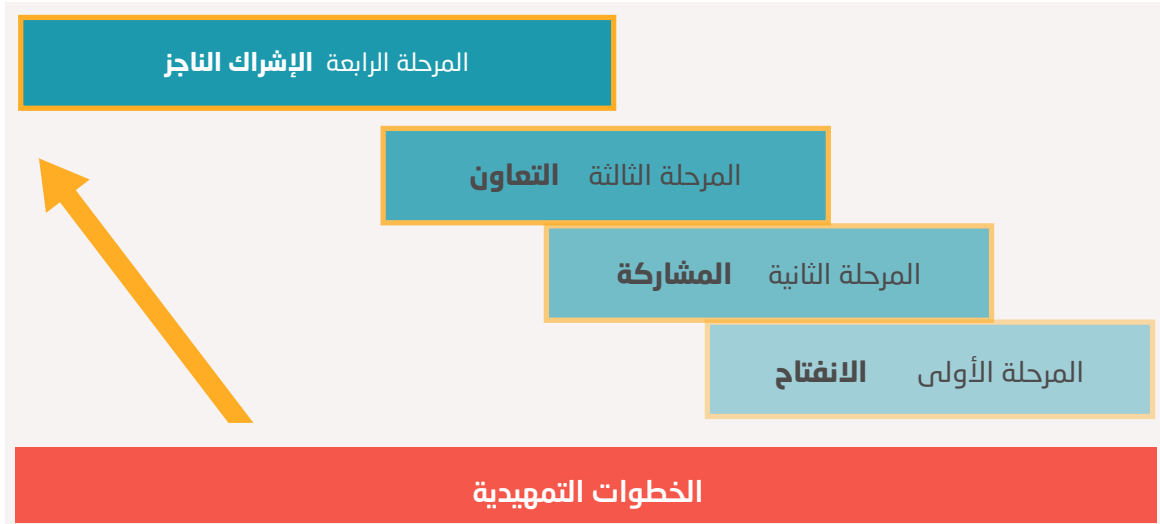 المرحلة الرابعة الإشراك الناجز
المرحلة الثالثة التعاون
المرحلة الثانية المشاركة
المرحلة الأولى الانفتاح
الخطوات التمهيدية